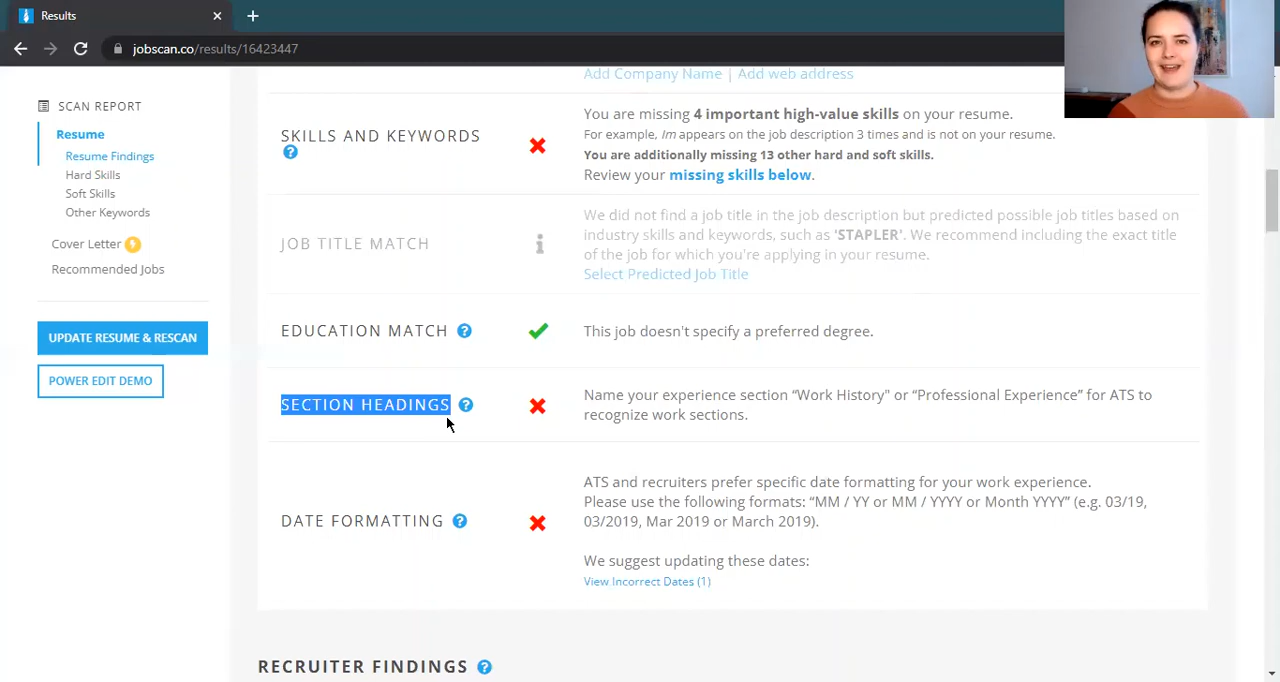 Results
jobscan.co/results/16423447
Add Company Name | Add web address
SCAN REPORT
Resume
Resume Findings
Hard Skills
Soft Skills
Other Keywords
Cover Letter
Recommended Jobs
UPDATE RESUME & RESCAN
POWER EDIT DEMO
SKILLS AND KEYWORDS
You are missing 4 important high-value skills on your resume.
For example, lm appears on the job description 3 times and is not on your resume.
You are additionally missing 13 other hard and soft skills.
Review your missing skills below.
JOB TITLE MATCH
We did not find a job title in the job description but predicted possible job titles based on
industry skills and keywords, such as 'STAPLER'. We recommend including the exact title
of the job for which you're applying in your resume.
Select Predicted Job Title
EDUCATION MATCH
This job doesn't specify a preferred degree.
SECTION HEADINGS
Name your experience section “Work History" or “Professional Experience” for ATS to
recognize work sections.
DATE FORMATTING
ATS and recruiters prefer specific date formatting for your work experience.
Please use the following formats: “MM / YY or MM / YYYY or Month YYYY” (e.g. 03/19,
03/2019, Mar 2019 or March 2019).
We suggest updating these dates:
View Incorrect Dates (1)
RECRUITER FINDINGS